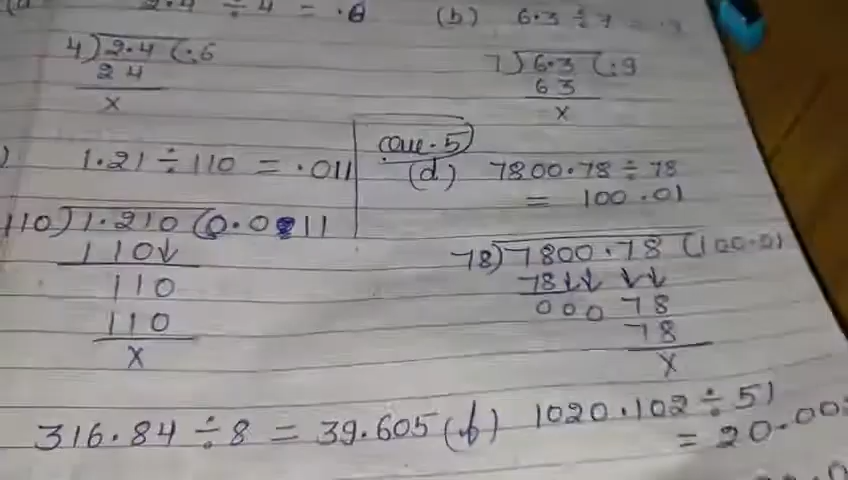 2.4 ÷ 4 = .6
(b) 6.3 ÷ 7 = .9
4)2.4(.6
24
x
7)6.3(.9
63
x
) 1.21 ÷ 110 = .011
110)1.210(0.011
110↓
110
110
x
Que.5
(d) 7800.78 ÷ 78
= 100.01
78)7800.78(100.01
78↓↓ ↓↓
000 78
78
x
316.84 ÷ 8 = 39.605
(b) 1020.102 ÷ 51
= 20.00